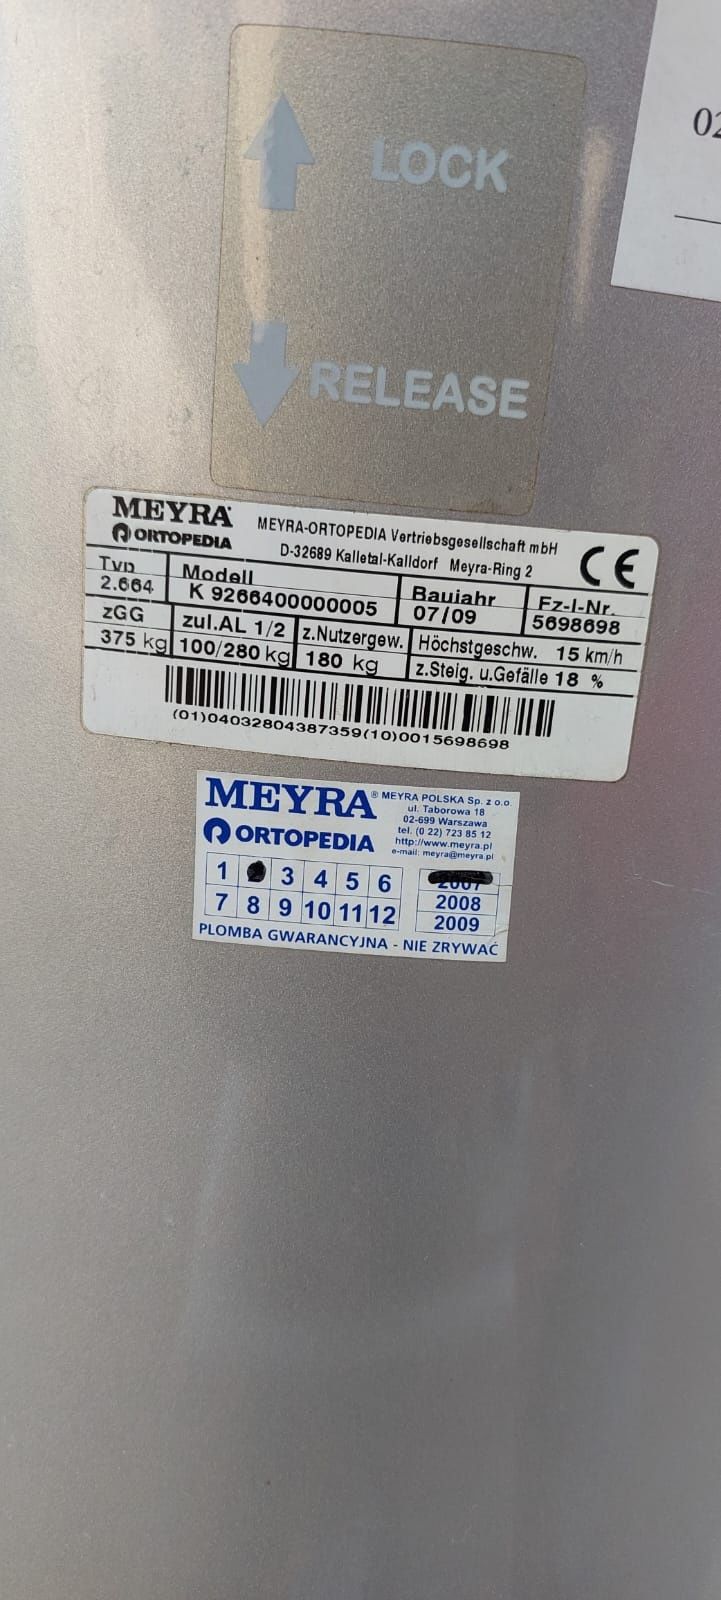 02
LOCK
RELEASE
MEYRA
ORTOPEDIA
MEYRA-ORTOPEDIA Vertriebsgesellschaft mbH
D-32689 Kalletal-Kalldorf Meyra-Ring 2
CE
Typ Modell Baujahr Fz-I-Nr.
2.664 K 9266400000005 07/09 5698698
zGG zul.AL 1/2 z.Nutzergew. Höchstgeschw. 15 km/h
375 kg 100/280 kg 180 kg z.Steig. u.Gefälle 18 %
(01)04032804387359(10)0015698698
MEYRA®
ORTOPEDIA
MEYRA POLSKA Sp. z o.o.
ul. Taborowa 18
02-699 Warszawa
tel. (0 22) 723 85 12
http://www.meyra.pl
e-mail: meyra@meyra.pl
1 3 4 5 6 2007
7 8 9 10 11 12 2008
2009
PLOMBA GWARANCYJNA - NIE ZRYWAĆ